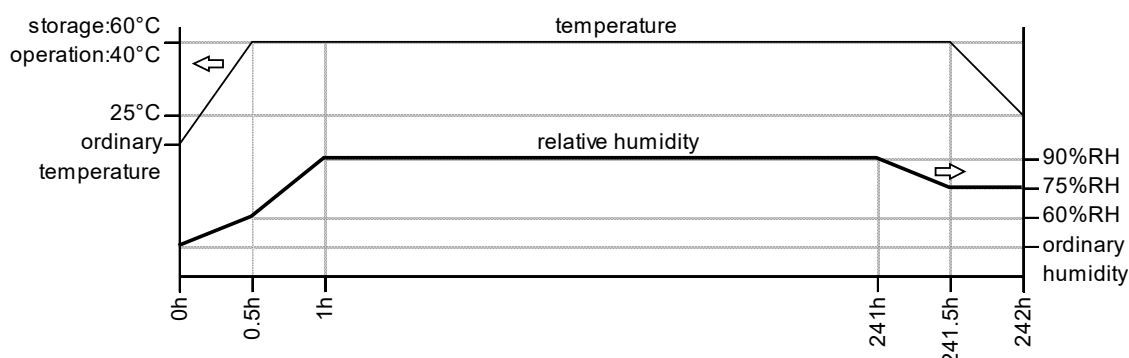 storage:60°C
temperature
operation:40°C
25°C
ordinary
temperature
relative humidity
90%RH
75%RH
60%RH
ordinary
humidity
0h
0.5h
1h
241h
241.5h
242h